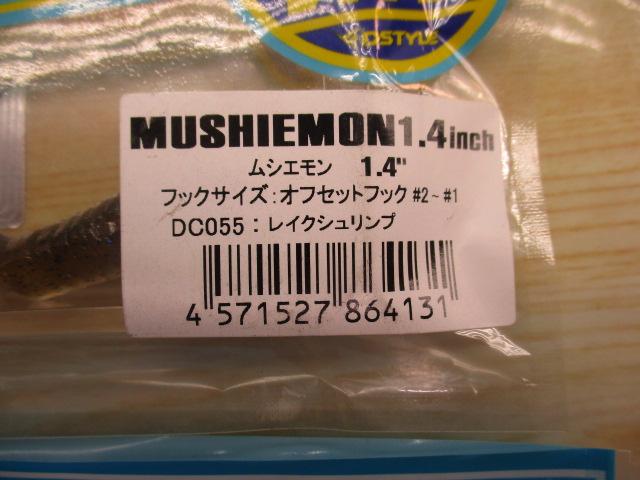 DSTYLE
MUSHIEMON1.4inch
ムシエモン 1.4"
フックサイズ:オフセットフック #2~#1
DC055:レイクシュリンプ
4 571527 864131